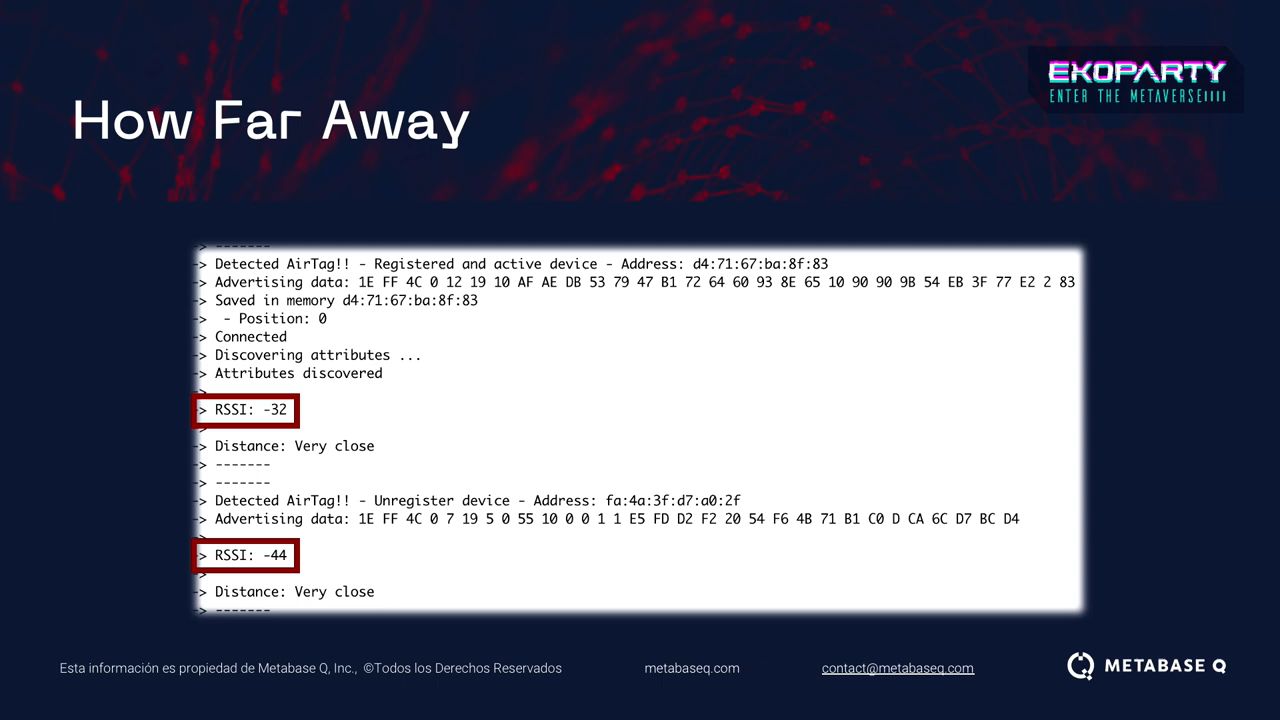 EKOPARTY
ENTER THE METAVERSE
How Far Away
-> -------
-> Detected AirTag!! - Registered and active device - Address: d4:71:67:ba:8f:83
-> Advertising data: 1E FF 4C 0 12 19 10 AF AE DB 53 79 47 B1 72 64 60 93 8E 65 10 90 90 9B 54 EB 3F 77 E2 2 83
-> Saved in memory d4:71:67:ba:8f:83
->  - Position: 0
-> Connected
-> Discovering attributes ...
-> Attributes discovered
->
-> RSSI: -32
->
-> Distance: Very close
-> -------
-> -------
-> Detected AirTag!! - Unregister device - Address: fa:4a:3f:d7:a0:2f
-> Advertising data: 1E FF 4C 0 7 19 5 0 55 10 0 0 1 1 E5 FD D2 F2 20 54 F6 4B 71 B1 C0 D CA 6C D7 BC D4
->
-> RSSI: -44
->
-> Distance: Very close
-> -------
Esta información es propiedad de Metabase Q, Inc., ©Todos los Derechos Reservados
metabaseq.com
contact@metabaseq.com
METABASE Q